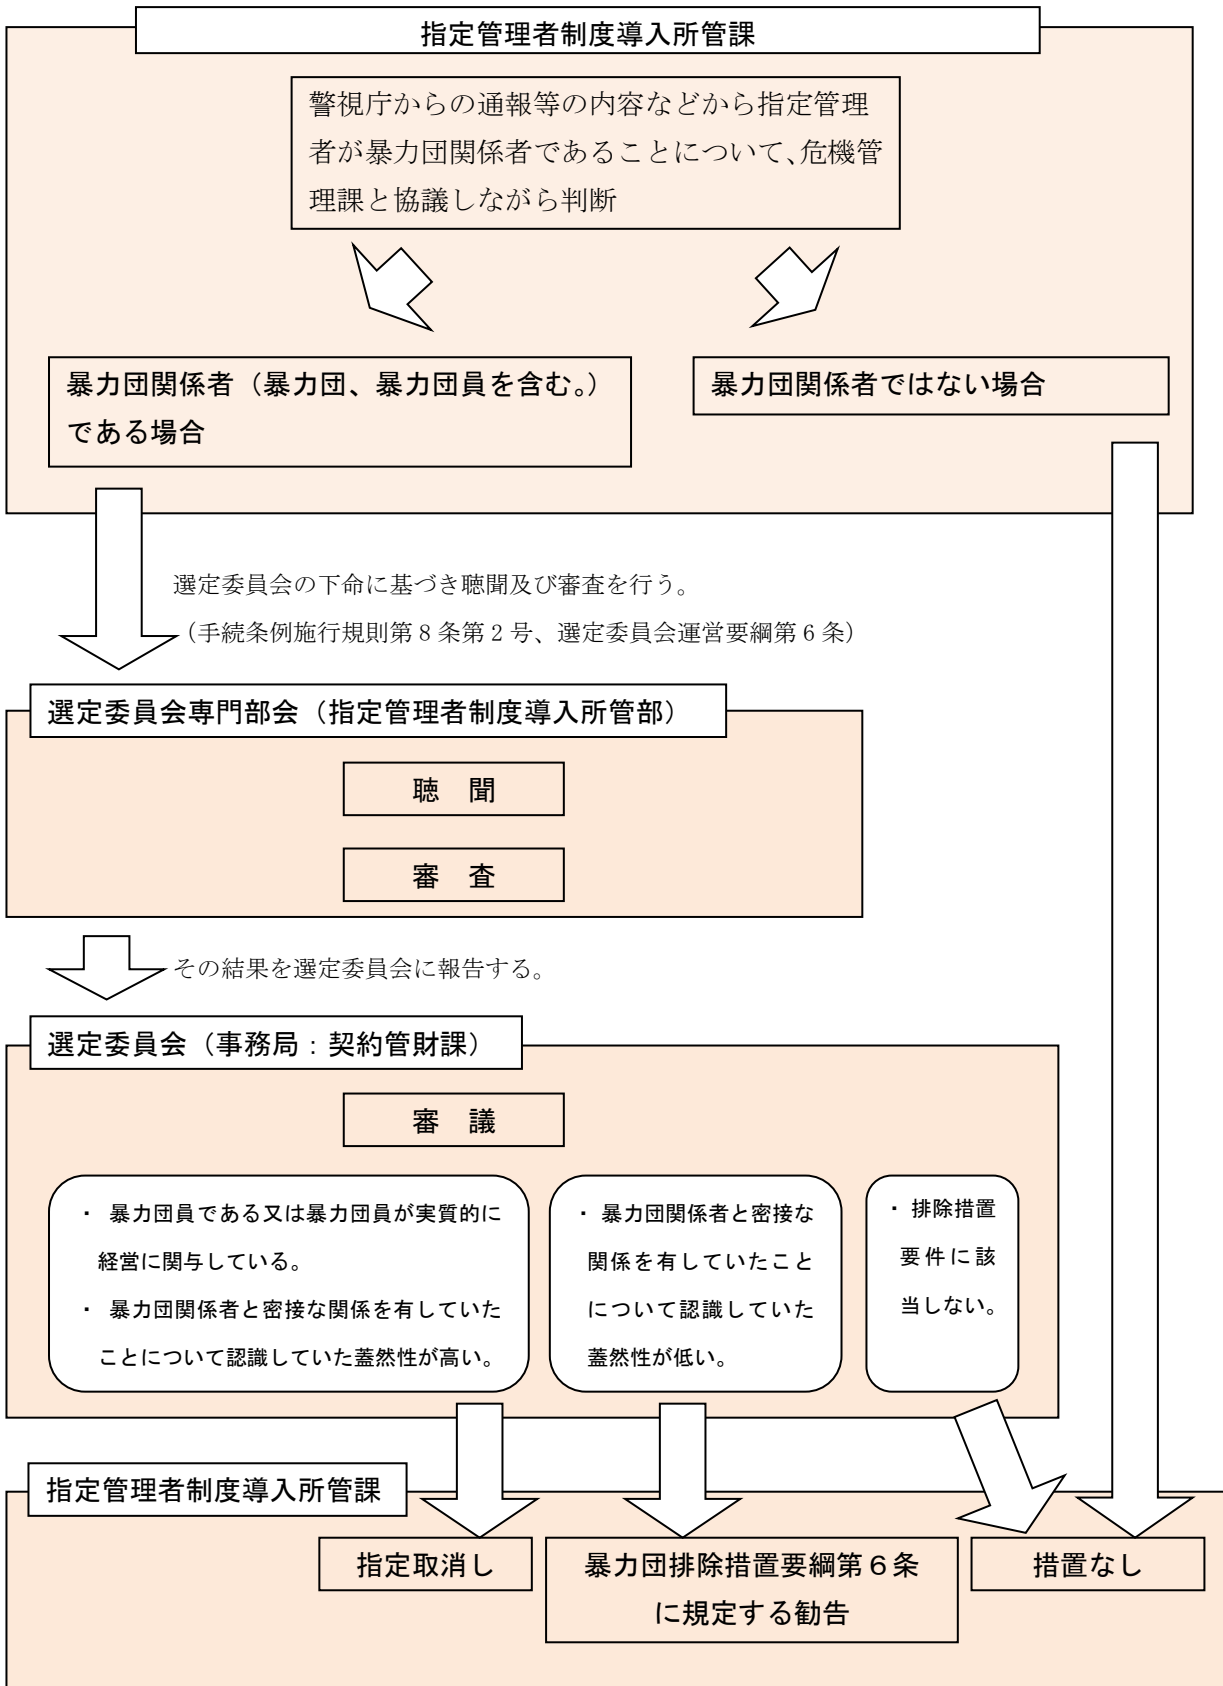 指定管理者制度導入所管課
警視庁からの通報等の内容などから指定管理
者が暴力団関係者であることについて、危機管
理課と協議しながら判断
暴力団関係者（暴力団、暴力団員を含む。）
である場合
暴力団関係者ではない場合
選定委員会の下命に基づき聴聞及び審査を行う。
（手続条例施行規則第８条第２号、選定委員会運営要綱第６条）
選定委員会専門部会（指定管理者制度導入所管部）
聴　聞
審　査
その結果を選定委員会に報告する。
選定委員会（事務局：契約管財課）
審　議
・ 暴力団員である又は暴力団員が実質的に
経営に関与している。
・ 暴力団関係者と密接な関係を有していた
ことについて認識していた蓋然性が高い。
・ 暴力団関係者と密接な
関係を有していたこと
について認識していた
蓋然性が低い。
・ 排除措置
要件に該
当しない。
指定管理者制度導入所管課
指定取消し
暴力団排除措置要綱第６条
に規定する勧告
措置なし